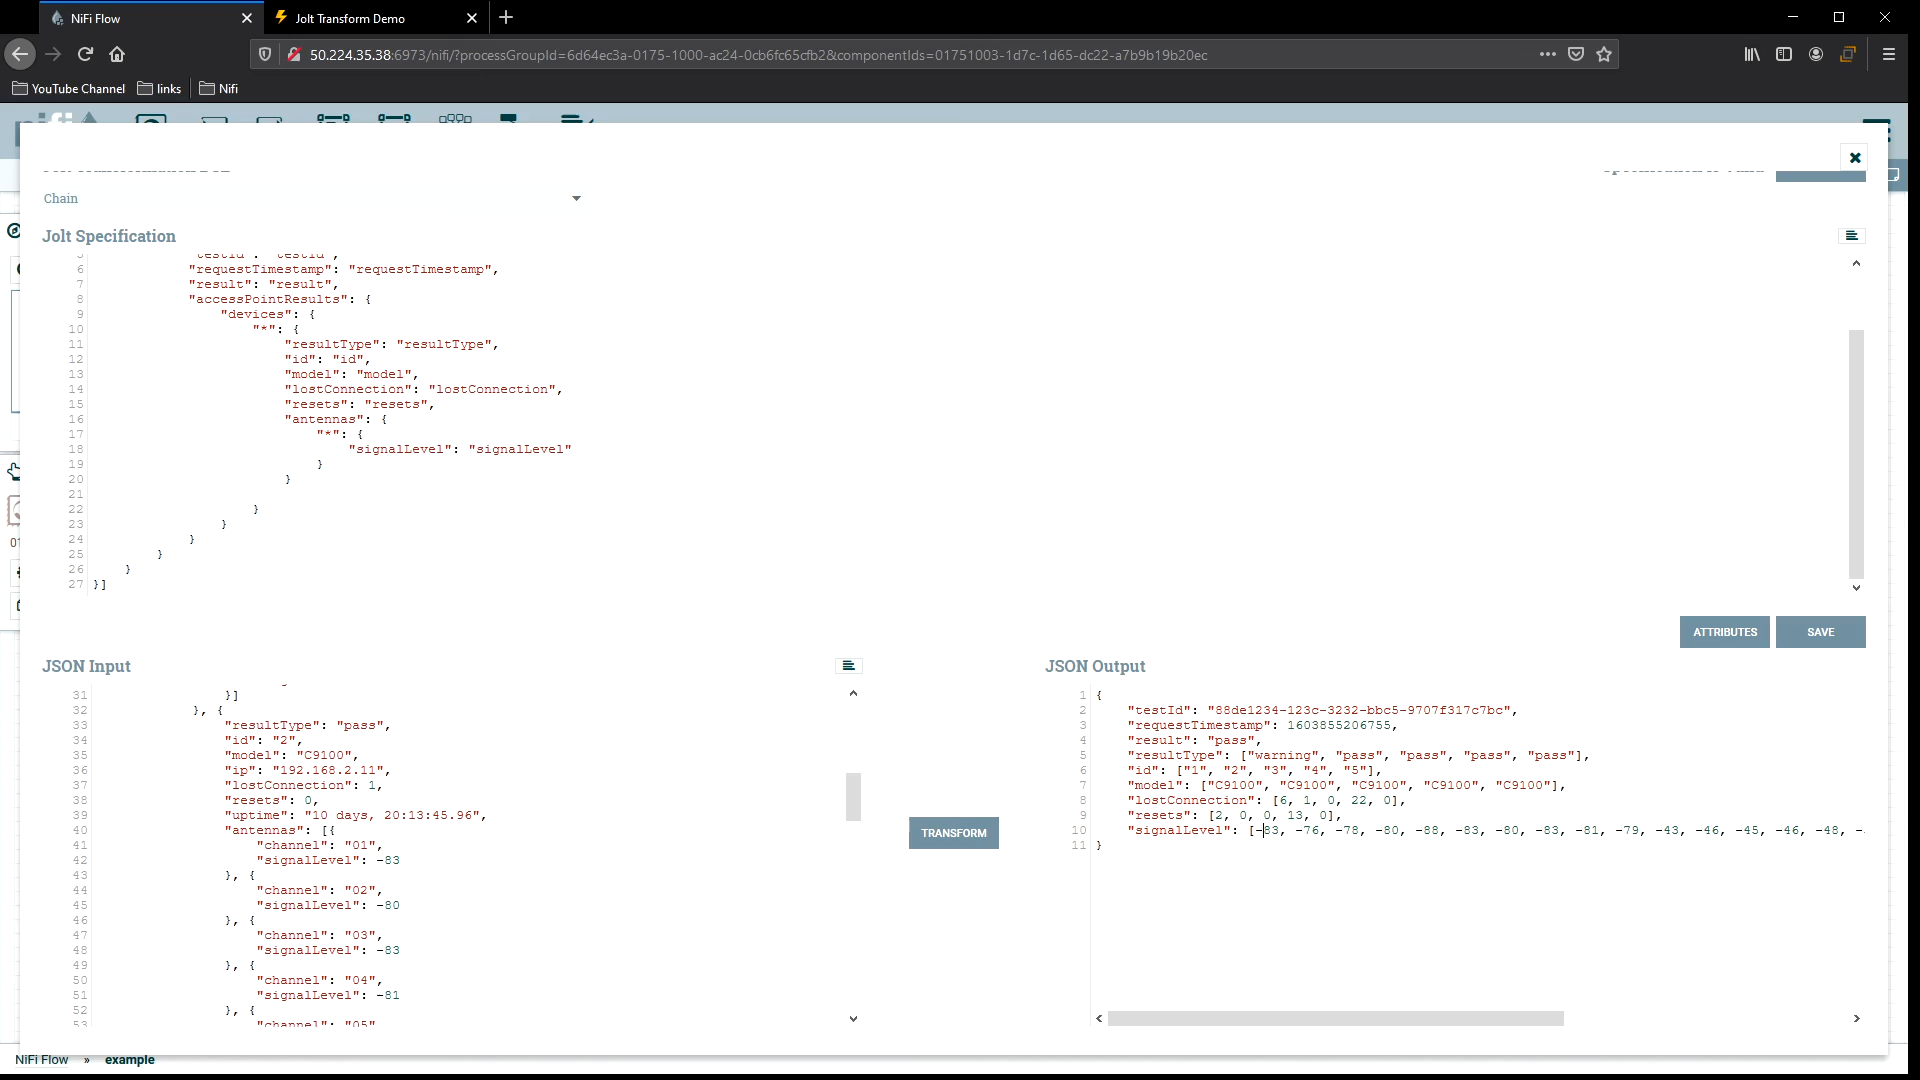 NiFi Flow
Jolt Transform Demo
50.224.35.38:6973/nifi/?processGroupId=6d64ec3a-0175-1000-ac24-0cb6fc65cfb2&componentIds=01751003-1d7c-1d65-dc22-a7b9b19b20ec
YouTube Channel
links
Nifi
Chain
Jolt Specification
5 "testId": "testId",
6 "requestTimestamp": "requestTimestamp",
7 "result": "result",
8 "accessPointResults": {
9 "devices": {
10 "*": {
11 "resultType": "resultType",
12 "id": "id",
13 "model": "model",
14 "lostConnection": "lostConnection",
15 "resets": "resets",
16 "antennas": {
17 "*": {
18 "signalLevel": "signalLevel"
19 }
20 }
21
22 }
23 }
24 }
25 }
26 }
27 }]
ATTRIBUTES
SAVE
JSON Input
31 }]
32 }, {
33 "resultType": "pass",
34 "id": "2",
35 "model": "C9100",
36 "ip": "192.168.2.11",
37 "lostConnection": 1,
38 "resets": 0,
39 "uptime": "10 days, 20:13:45.96",
40 "antennas": [{
41 "channel": "01",
42 "signalLevel": -83
43 }, {
44 "channel": "02",
45 "signalLevel": -80
46 }, {
47 "channel": "03",
48 "signalLevel": -83
49 }, {
50 "channel": "04",
51 "signalLevel": -81
52 }, {
53 "channel": "05"
TRANSFORM
JSON Output
1 {
2 "testId": "88de1234-123c-3232-bbc5-9707f317c7bc",
3 "requestTimestamp": 1603855206755,
4 "result": "pass",
5 "resultType": ["warning", "pass", "pass", "pass", "pass"],
6 "id": ["1", "2", "3", "4", "5"],
7 "model": ["C9100", "C9100", "C9100", "C9100", "C9100"],
8 "lostConnection": [6, 1, 0, 22, 0],
9 "resets": [2, 0, 0, 13, 0],
10 "signalLevel": [-83, -76, -78, -80, -88, -83, -80, -83, -81, -79, -43, -46, -45, -46, -48, -
11 }
NiFi Flow » example